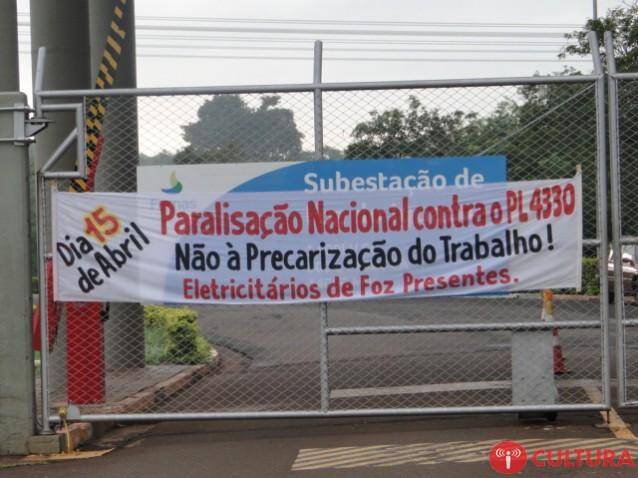 Subestação de
Dia 15
de Abril
Paralisação Nacional contra o PL 4330
Não à Precarização do Trabalho!
Eletricitários de Foz Presentes.
CULTURA